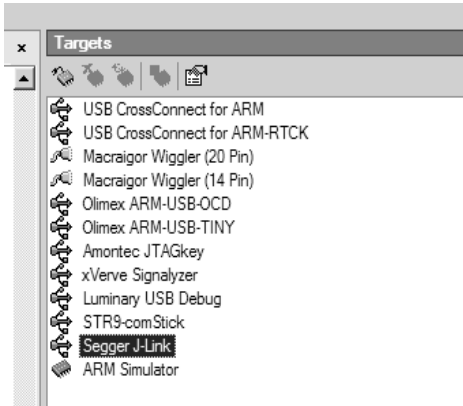 Targets
USB CrossConnect for ARM
USB CrossConnect for ARM-RTCK
Macraigor Wiggler (20 Pin)
Macraigor Wiggler (14 Pin)
Olimex ARM-USB-OCD
Olimex ARM-USB-TINY
Amontec JTAGkey
xVerve Signalyzer
Luminary USB Debug
STR9-comStick
Segger J-Link
ARM Simulator